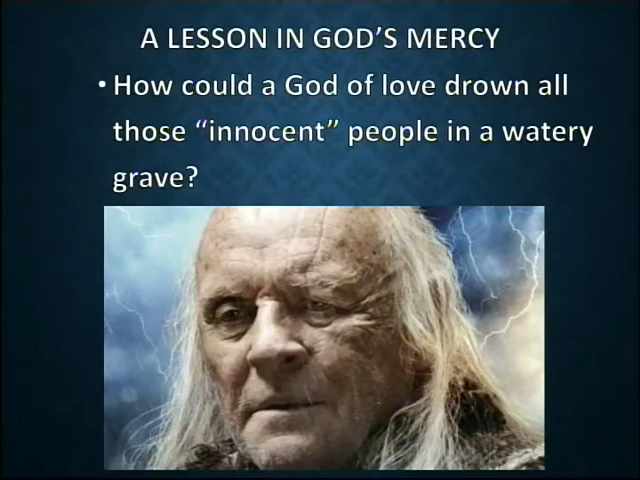 A LESSON IN GOD’S MERCY
• How could a God of love drown all
those “innocent” people in a watery
grave?